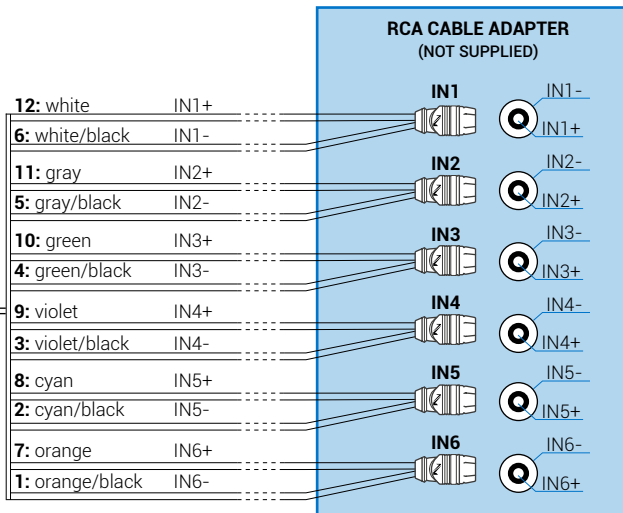 RCA CABLE ADAPTER
(NOT SUPPLIED)
12: white IN1+
6: white/black IN1-
IN1
IN1-
IN1+
11: gray IN2+
5: gray/black IN2-
IN2
IN2-
IN2+
10: green IN3+
4: green/black IN3-
IN3
IN3-
IN3+
9: violet IN4+
3: violet/black IN4-
IN4
IN4-
IN4+
8: cyan IN5+
2: cyan/black IN5-
IN5
IN5-
IN5+
7: orange IN6+
1: orange/black IN6-
IN6
IN6-
IN6+